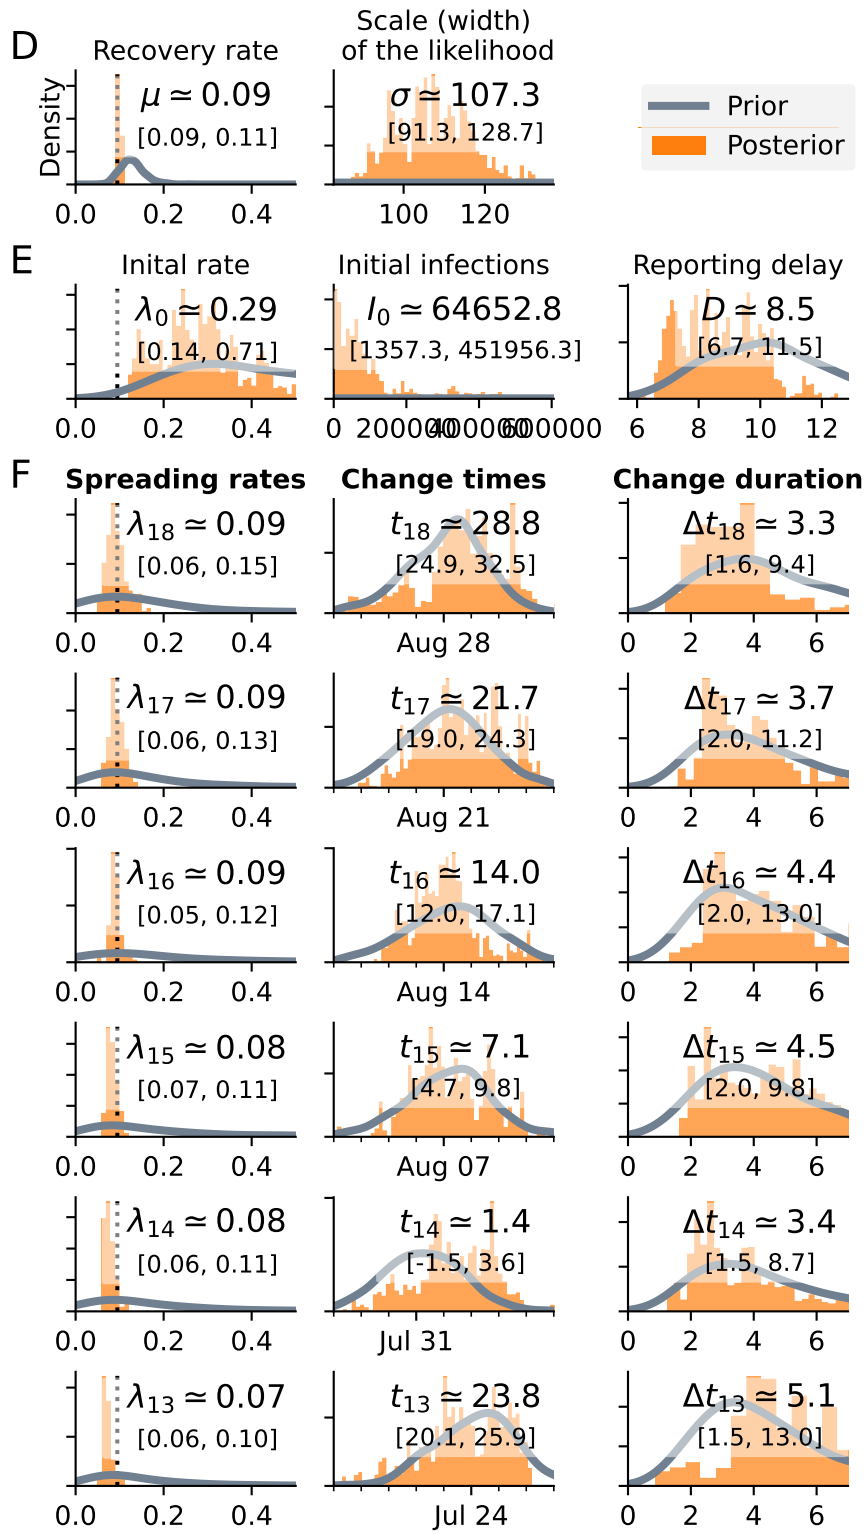 D
Recovery rate
Scale (width)
of the likelihood
Density
μ ≃ 0.09
[0.09, 0.11]
0.0 0.2 0.4
σ ≃ 107.3
[91.3, 128.7]
100 120
Prior
Posterior
E
Inital rate
Initial infections
Reporting delay
λ0 ≃ 0.29
[0.14, 0.71]
0.0 0.2 0.4
I0 ≃ 64652.8
[1357.3, 451956.3]
0 200000 400000 600000
D ≃ 8.5
[6.7, 11.5]
6 8 10 12
F
Spreading rates
Change times
Change duration
λ18 ≃ 0.09
[0.06, 0.15]
0.0 0.2 0.4
t18 ≃ 28.8
[24.9, 32.5]
Aug 28
Δt18 ≃ 3.3
[1.6, 9.4]
0 2 4 6
λ17 ≃ 0.09
[0.06, 0.13]
0.0 0.2 0.4
t17 ≃ 21.7
[19.0, 24.3]
Aug 21
Δt17 ≃ 3.7
[2.0, 11.2]
0 2 4 6
λ16 ≃ 0.09
[0.05, 0.12]
0.0 0.2 0.4
t16 ≃ 14.0
[12.0, 17.1]
Aug 14
Δt16 ≃ 4.4
[2.0, 13.0]
0 2 4 6
λ15 ≃ 0.08
[0.07, 0.11]
0.0 0.2 0.4
t15 ≃ 7.1
[4.7, 9.8]
Aug 07
Δt15 ≃ 4.5
[2.0, 9.8]
0 2 4 6
λ14 ≃ 0.08
[0.06, 0.11]
0.0 0.2 0.4
t14 ≃ 1.4
[-1.5, 3.6]
Jul 31
Δt14 ≃ 3.4
[1.5, 8.7]
0 2 4 6
λ13 ≃ 0.07
[0.06, 0.10]
0.0 0.2 0.4
t13 ≃ 23.8
[20.1, 25.9]
Jul 24
Δt13 ≃ 5.1
[1.5, 13.0]
0 2 4 6